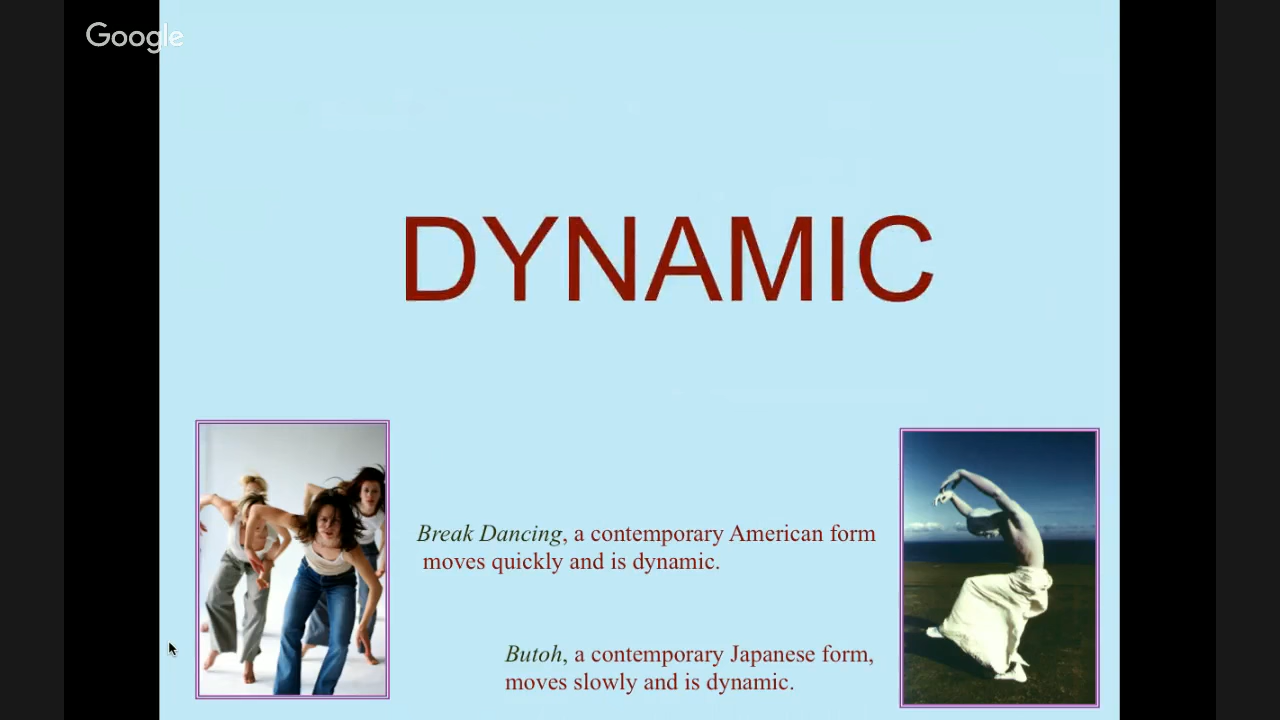 Google
DYNAMIC
Break Dancing, a contemporary American form
moves quickly and is dynamic.
Butoh, a contemporary Japanese form,
moves slowly and is dynamic.